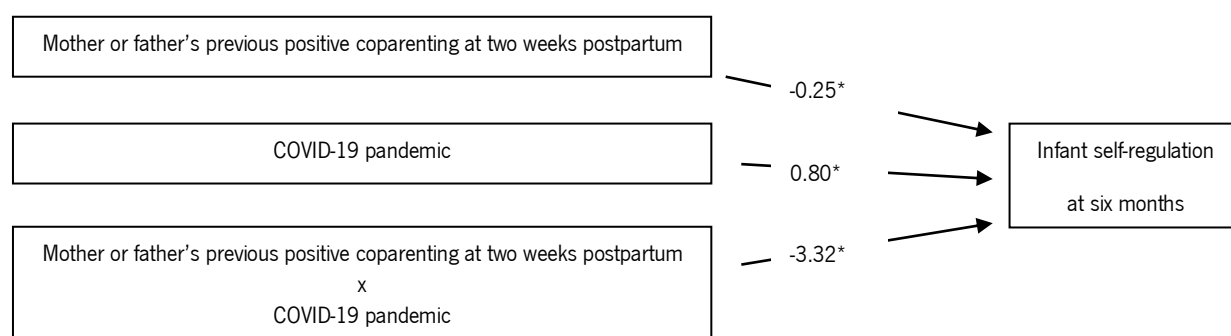 Mother or father's previous positive coparenting at two weeks postpartum
-0.25*
COVID-19 pandemic
0.80*
Infant self-regulation
at six months
Mother or father's previous positive coparenting at two weeks postpartum
x
COVID-19 pandemic
-3.32*